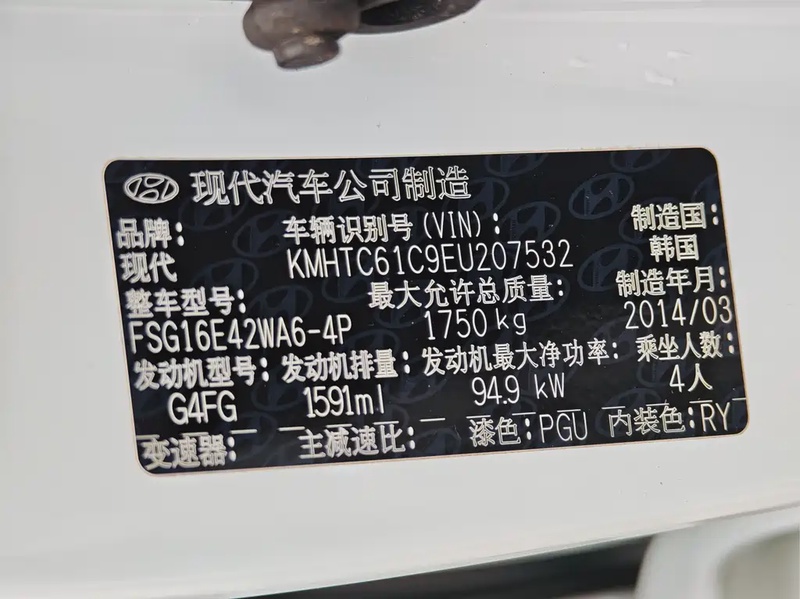 现代汽车公司制造
品牌: 车辆识别号(VIN): 制造国:
现代 KMHTC61C9EU207532 韩国
整车型号: 最大允许总质量: 制造年月:
FSG16E42WA6-4P 1750kg 2014/03
发动机型号: 发动机排量: 发动机最大净功率: 乘坐人数:
G4FG 1591ml 94.9 kW 4人
变速器: 主减速比: 漆色:PGU 内装色:RY